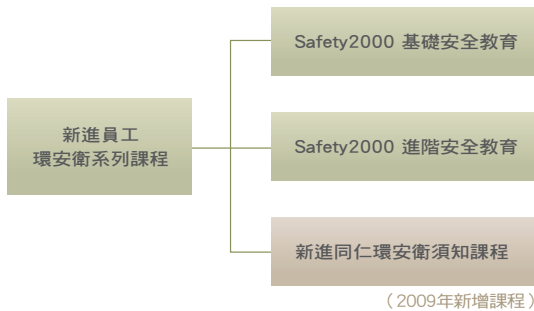 新進員工
環安衛系列課程
Safety2000 基礎安全教育
Safety2000 進階安全教育
新進同仁環安衛須知課程
（2009年新增課程）